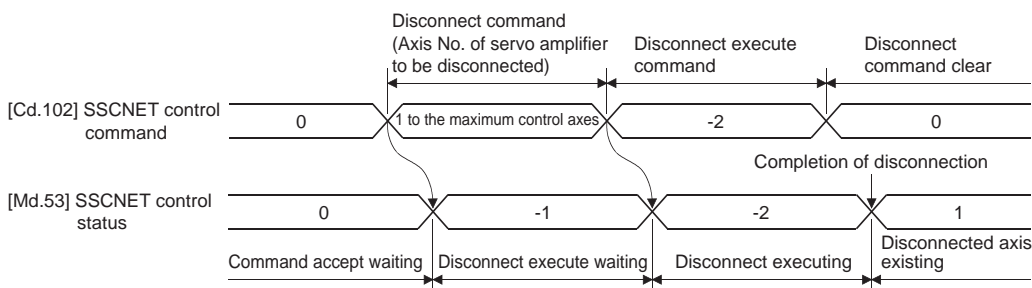 Disconnect command
(Axis No. of servo amplifier
to be disconnected)
Disconnect execute
command
Disconnect
command clear
[Cd.102] SSCNET control
command
0
1 to the maximum control axes
-2
0
Completion of disconnection
[Md.53] SSCNET control
status
0
-1
-2
1
Command accept waiting
Disconnect execute waiting
Disconnect executing
Disconnected axis
existing